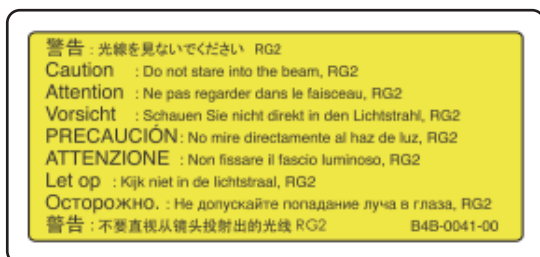 警告 : 光線を見ないでください RG2
Caution : Do not stare into the beam, RG2
Attention : Ne pas regarder dans le faisceau, RG2
Vorsicht : Schauen Sie nicht direkt in den Lichtstrahl, RG2
PRECAUCIÓN : No mire directamente al haz de luz, RG2
ATTENZIONE : Non fissare il fascio luminoso, RG2
Let op : Kijk niet in de lichtstraal, RG2
Осторожно. : Не допускайте попадание луча в глаза, RG2
警告 : 不要直视从镜头投射出的光线 RG2 B4B-0041-00